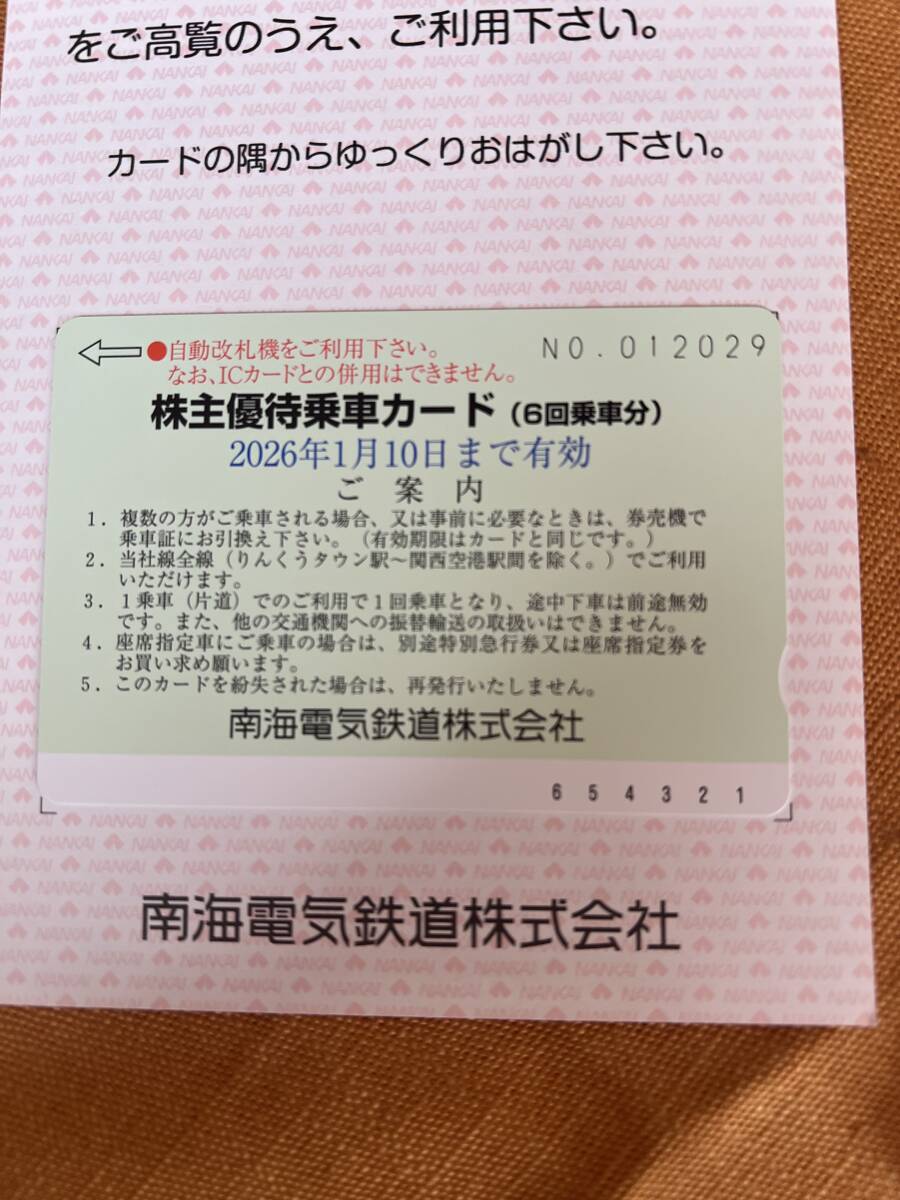 をご高覧のうえ、ご利用下さい。
カードの隅からゆっくりおはがし下さい。
●自動改札機をご利用下さい。
NO.012029
なお、ICカードとの併用はできません。
株主優待乗車カード（6回乗車分）
2026年1月10日まで有効
ご案内
1．複数の方がご乗車される場合、又は事前に必要なときは、券売機で
乗車証にお引換え下さい。（有効期限はカードと同じです。）
2．当社線全線（りんくうタウン駅～関西空港駅間を除く。）でご利用
いただけます。
3．1乗車（片道）でのご利用で1回乗車となり、途中下車は前途無効
です。また、他の交通機関への振替輸送の取扱いはできません。
4．座席指定車にご乗車の場合は、別途特別急行券又は座席指定券を
お買い求め願います。
5．このカードを紛失された場合は、再発行いたしません。
南海電気鉄道株式会社
6 5 4 3 2 1
南海電気鉄道株式会社